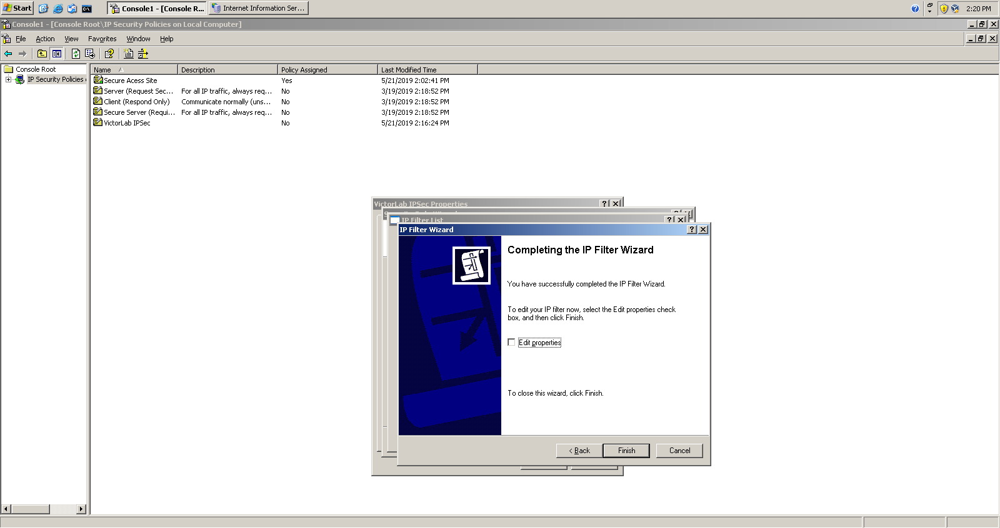 Start
Console1 - [Console R...
Internet Information Ser...
2:20 PM
Console1 - [Console Root\IP Security Policies on Local Computer]
File Action View Favorites Window Help
Console Root
IP Security Policies
Name Description Policy Assigned Last Modified Time
Secure Acess Site Yes 5/21/2019 2:02:41 PM
Server (Request Sec... For all IP traffic, always req... No 3/19/2019 2:18:52 PM
Client (Respond Only) Communicate normally (uns... No 3/19/2019 2:18:52 PM
Secure Server (Requi... For all IP traffic, always req... No 3/19/2019 2:18:52 PM
VictorLab IPSec No 5/21/2019 2:16:24 PM
VictorLab IPSec Properties
IP Filter List
IP Filter Wizard
Completing the IP Filter Wizard
You have successfully completed the IP Filter Wizard.
To edit your IP filter now, select the Edit properties check
box, and then click Finish.
Edit properties
To close this wizard, click Finish.
< Back Finish Cancel